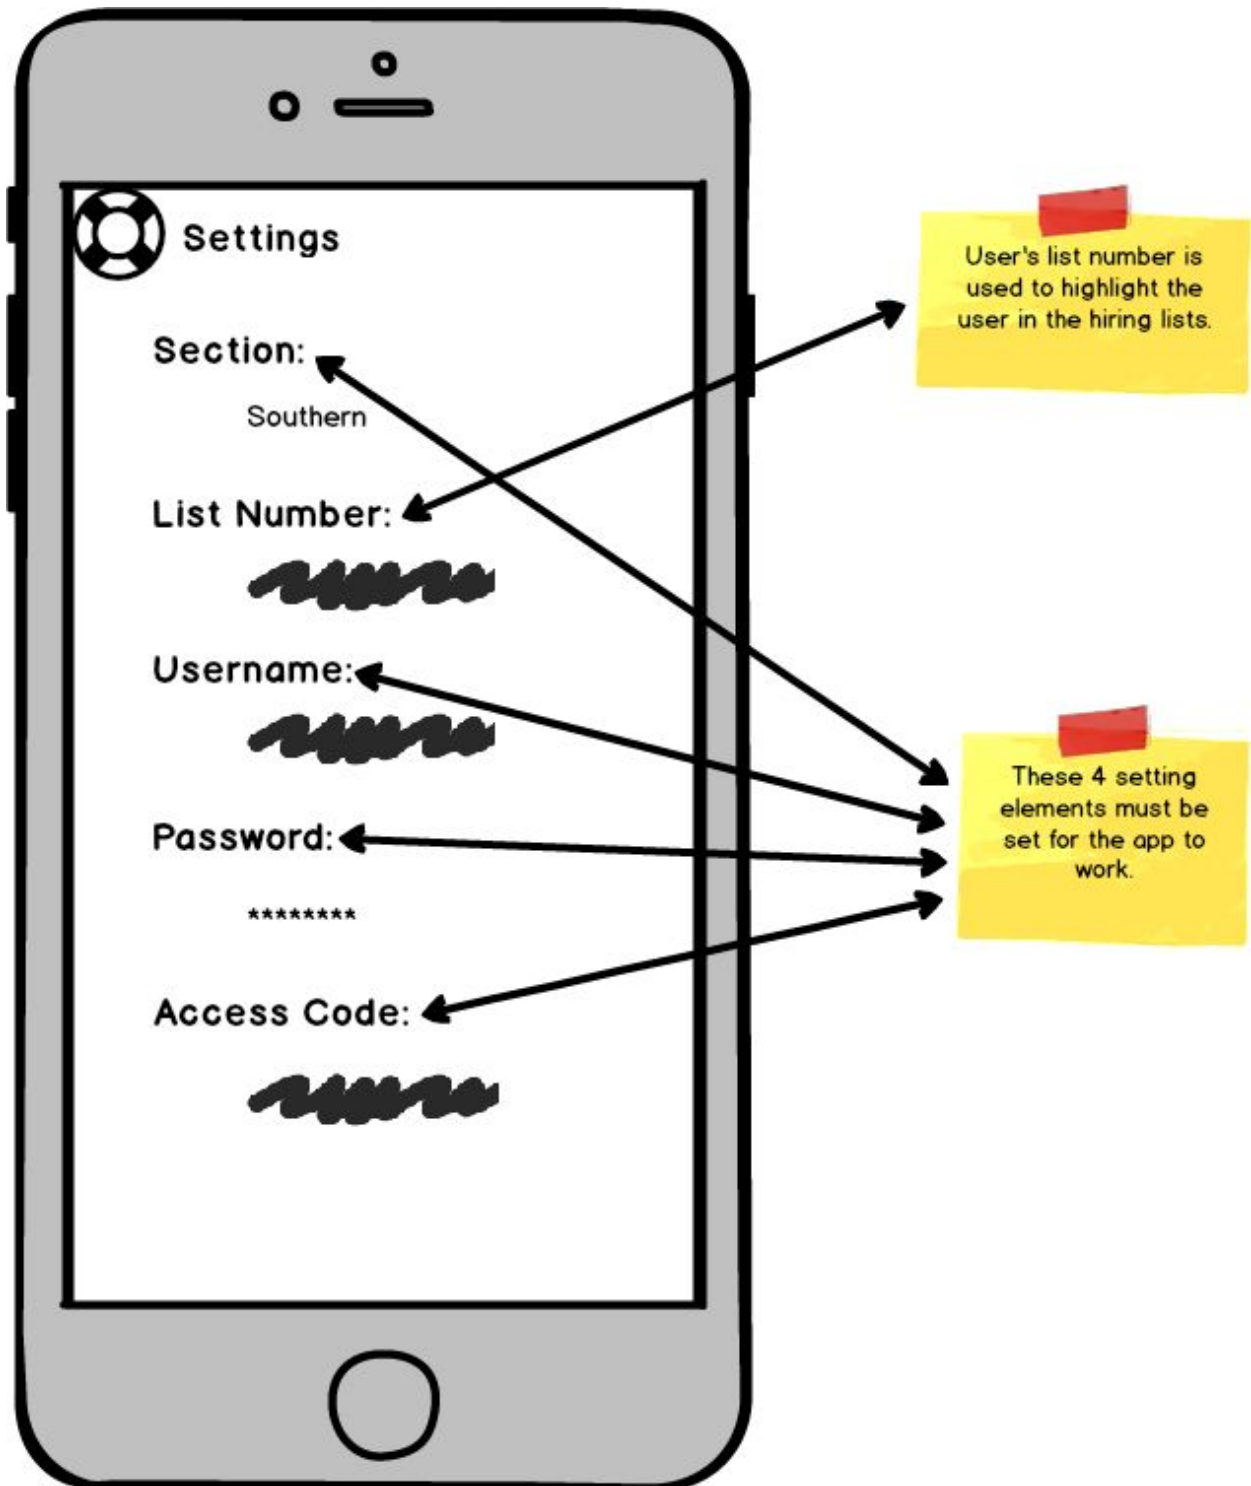 Settings
Section:
Southern
List Number:
Username:
Password:
********
Access Code:
User's list number is
used to highlight the
user in the hiring lists.
These 4 setting
elements must be
set for the app to
work.